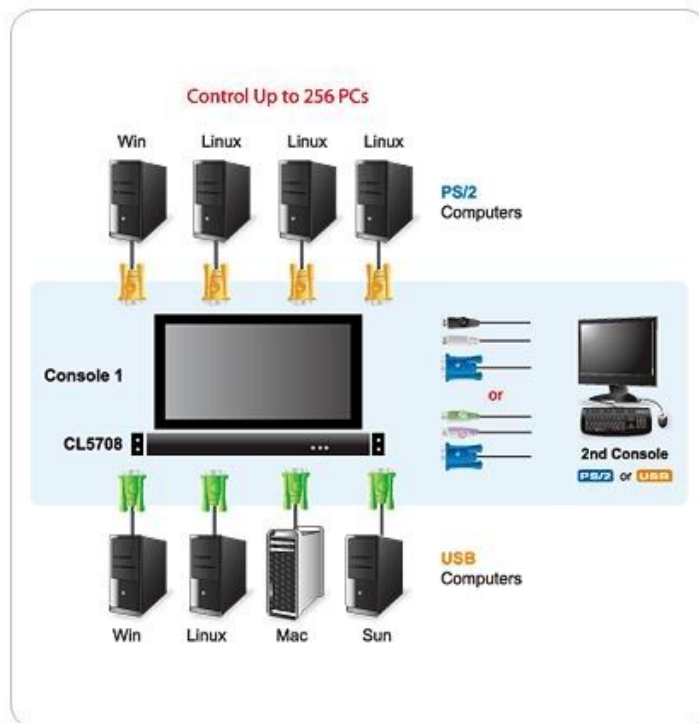 Control Up to 256 PCs
Win Linux Linux Linux
PS/2
Computers
Console 1
or
CL5708
2nd Console
PS/2 or USB
USB
Computers
Win Linux Mac Sun